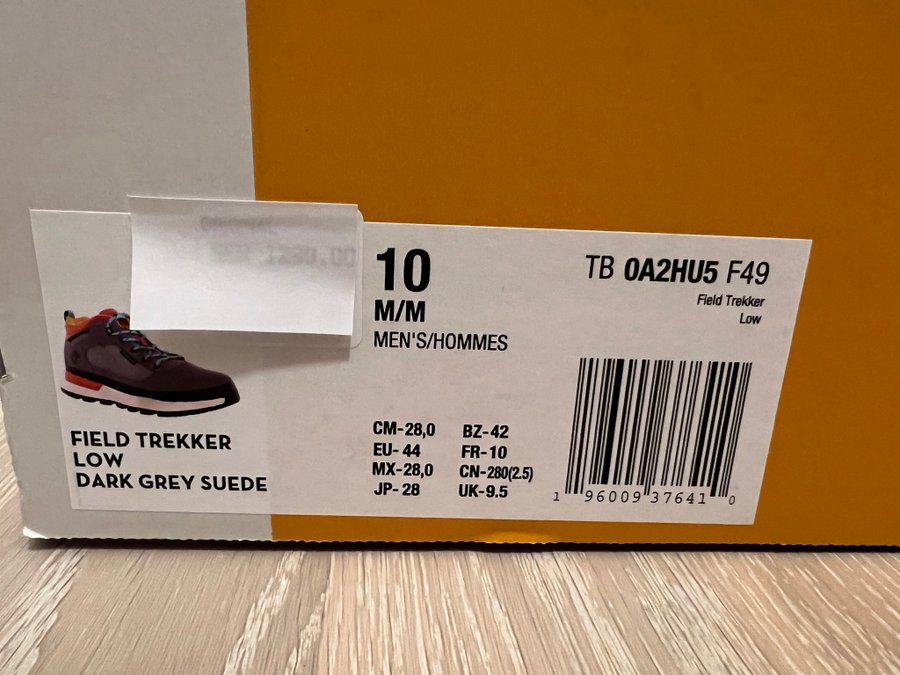 10
M/M
MEN'S/HOMMES
TB 0A2HU5 F49
Field Trekker
Low
CM-28,0 BZ-42
EU-44 FR-10
MX-28,0 CN-280(2.5)
JP-28 UK-9.5
FIELD TREKKER
LOW
DARK GREY SUEDE
1 96009 37641 0